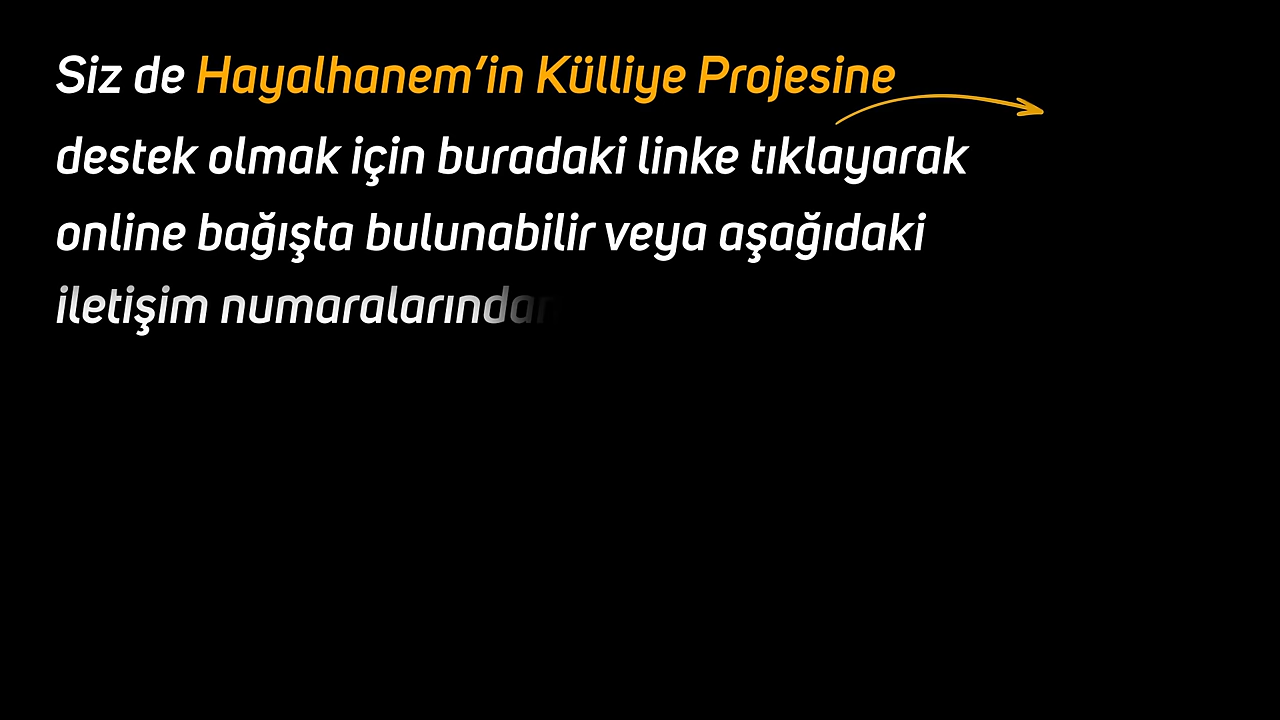 Siz de Hayalhanem’in Külliye Projesine
destek olmak için buradaki linke tıklayarak
online bağışta bulunabilir veya aşağıdaki
iletişim numaralarından